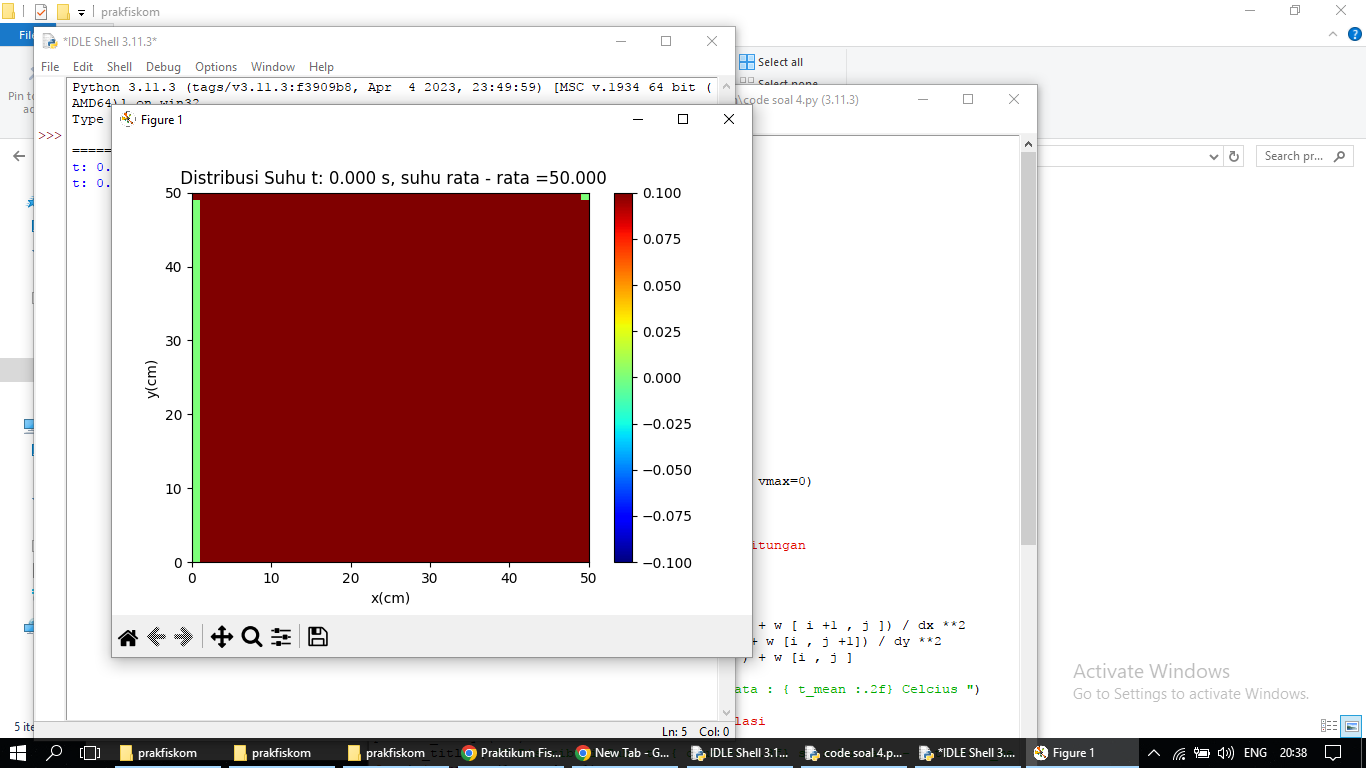 prakfiskom
File
*IDLE Shell 3.11.3*
File Edit Shell Debug Options Window Help
Select all
Select none
Python 3.11.3 (tags/v3.11.3:f3909b8, Apr  4 2023, 23:49:59) [MSC v.1934 64 bit (
AMD64)] on win32
Pin to
\code soal 4.py (3.11.3)
Type
Figure 1
>>>
Search pr...
t: 0.
t: 0.
Distribusi Suhu t: 0.000 s, suhu rata - rata =50.000
50
40
30
20
10
0
y(cm)
0 10 20 30 40 50
x(cm)
0.100
0.075
0.050
0.025
0.000
−0.025
−0.050
−0.075
−0.100
vmax=0)
itungan
+ w [ i +1 , j ]) / dx **2
+ w [i , j +1]) / dy **2
) + w [i , j ]
ata : { t_mean :.2f} Celcius ")
lasi
Activate Windows
Go to Settings to activate Windows.
5 ite
Ln: 5 Col: 0
prakfiskom
prakfiskom
prakfiskom
Praktikum Fis...
New Tab - G...
IDLE Shell 3.1...
code soal 4.p...
*IDLE Shell 3....
Figure 1
ENG
20:38